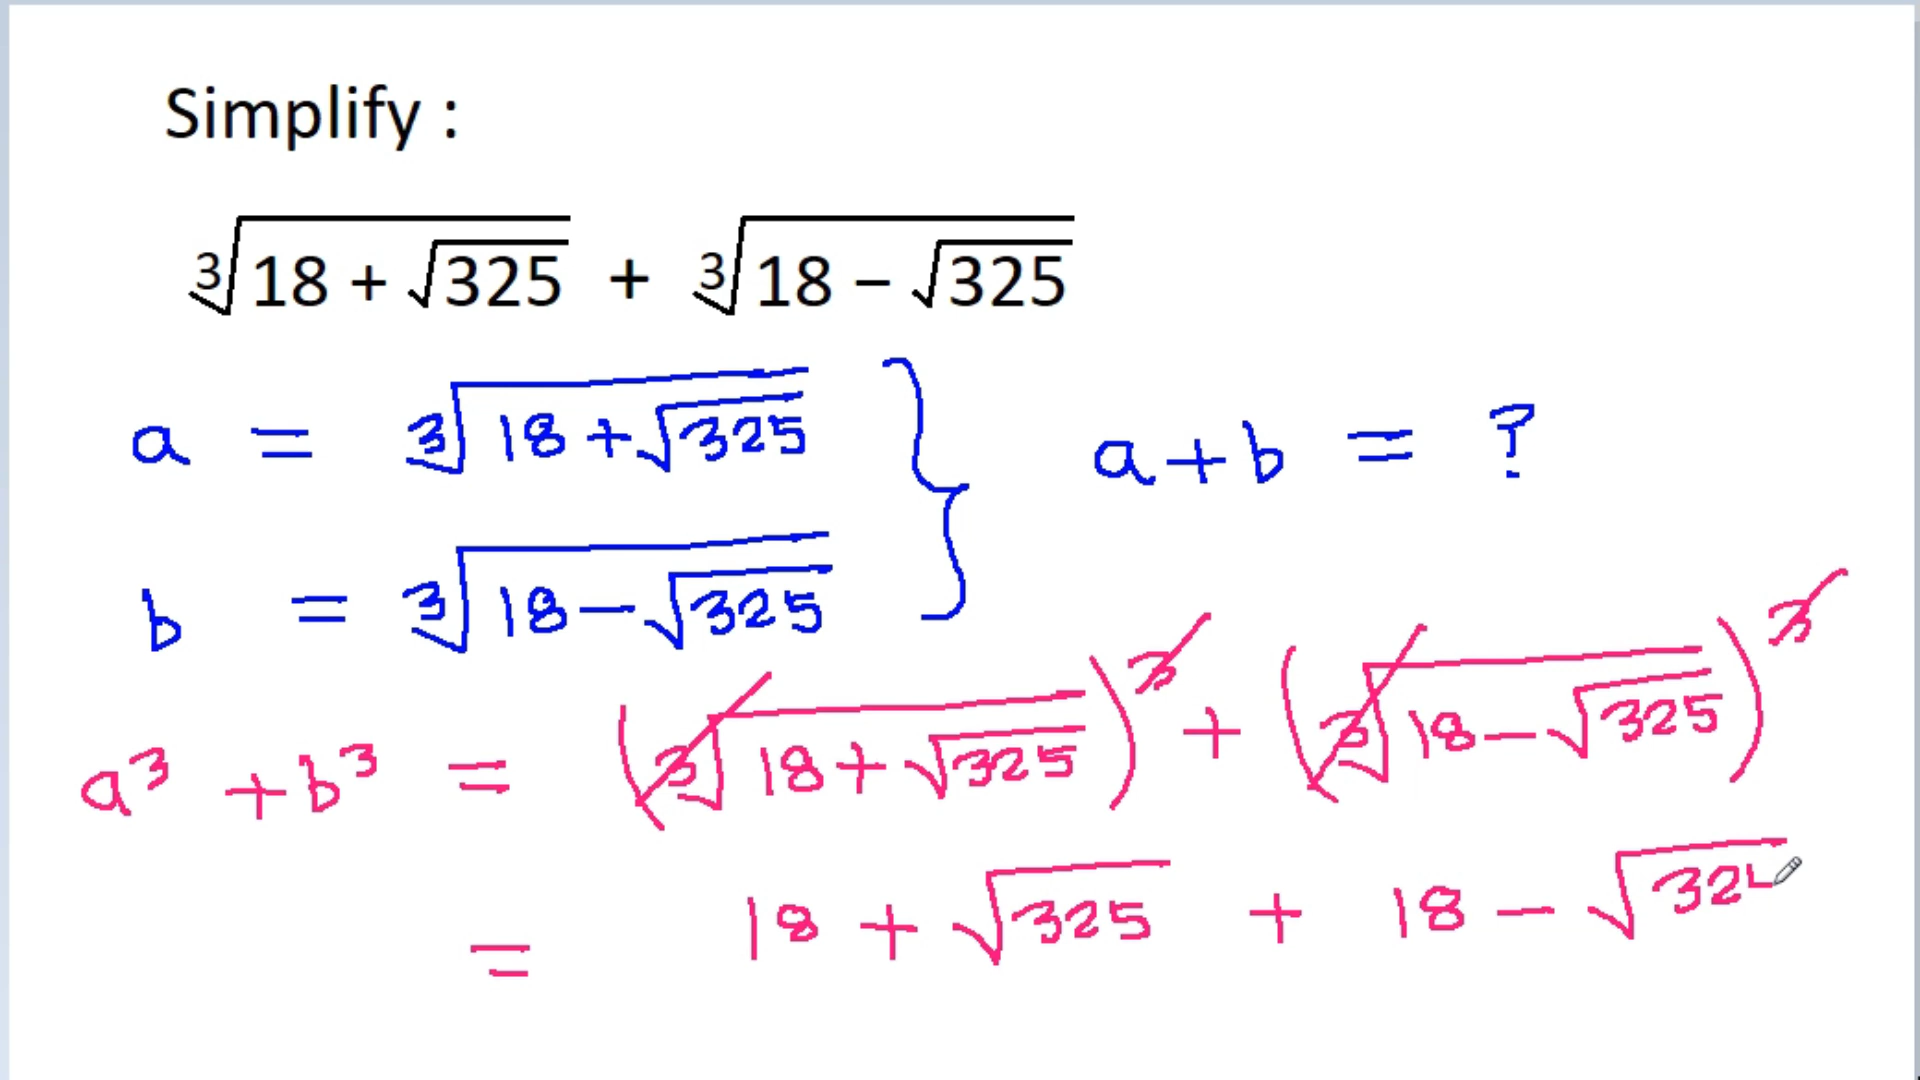 Simplify :
∛(18 + √325) + ∛(18 − √325)
a = ∛(18 + √325)
a + b = ?
b = ∛(18 − √325)
a³ + b³ = (∛(18 + √325))³ + (∛(18 − √325))³
= 18 + √325 + 18 − √32